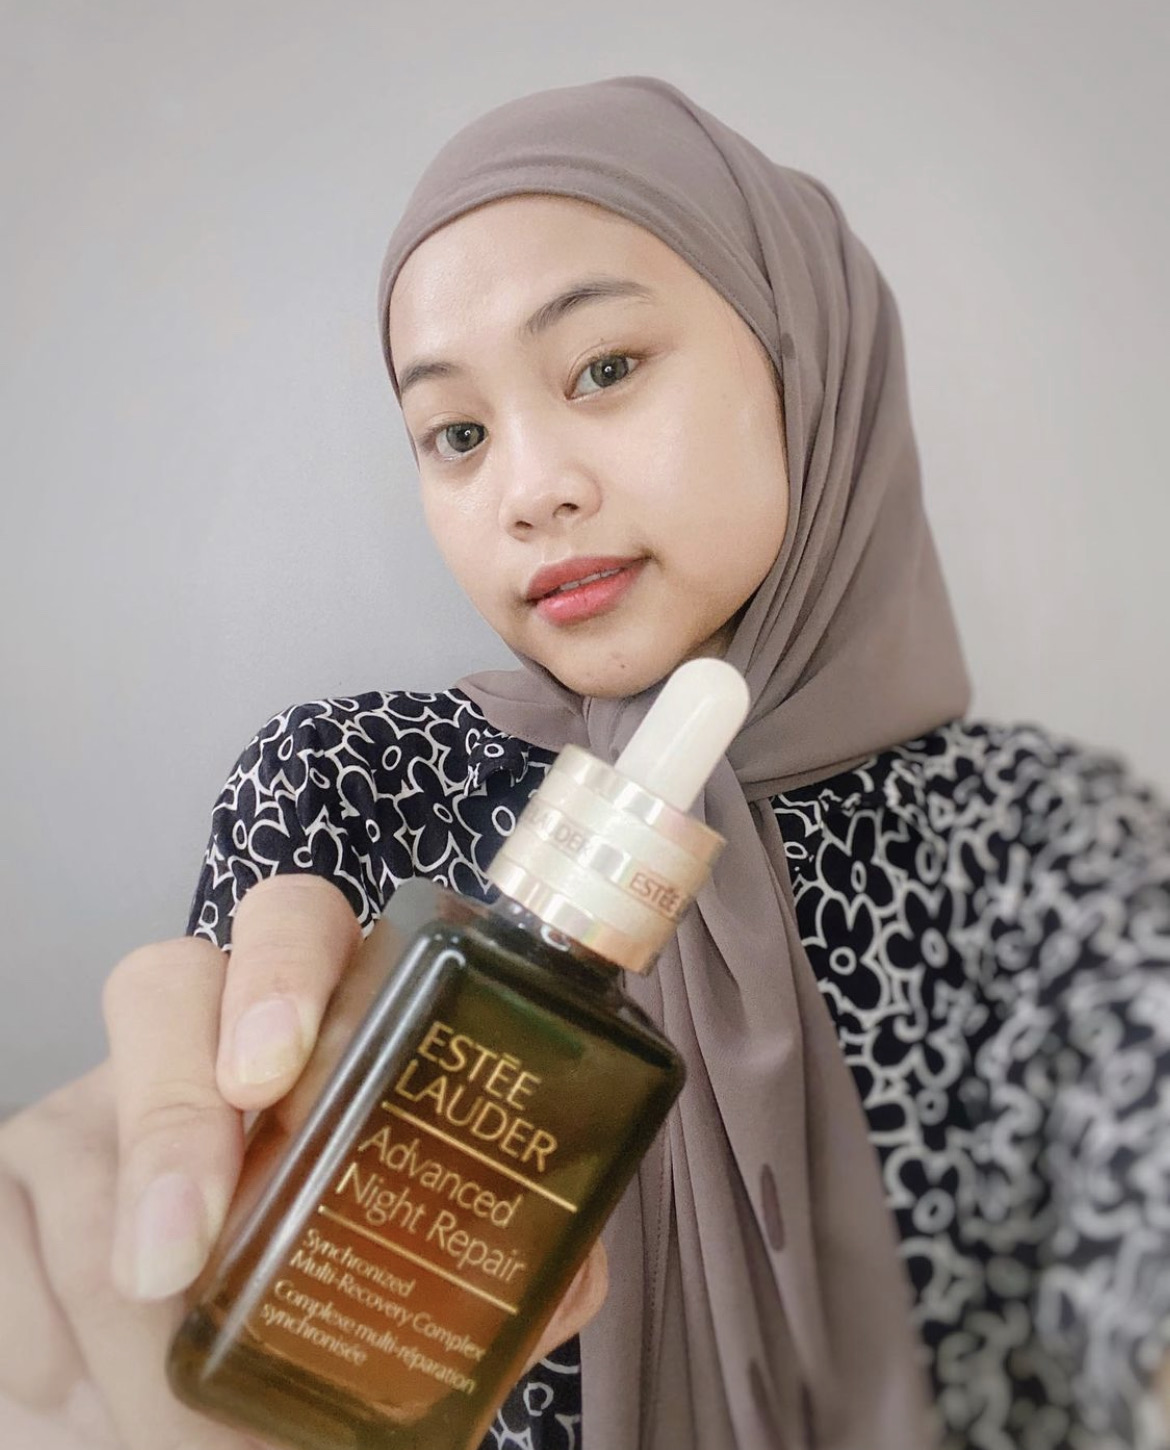 LAUDER ESTĒE
ESTĒE
LAUDER
Advanced
Night Repair
Synchronized
Multi-Recovery Complex
Complexe multi-réparation
synchronisée